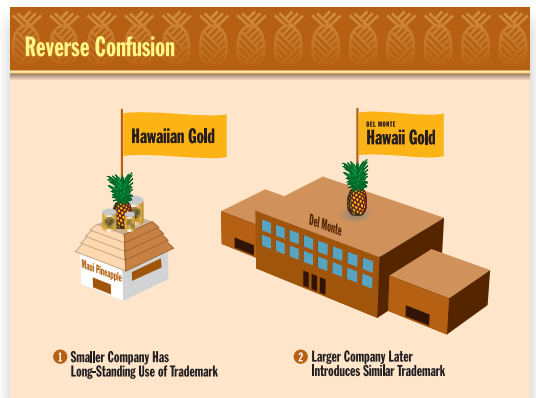 Reverse Confusion
Hawaiian Gold
DEL MONTE
Hawaii Gold
Maui Pineapple
Del Monte
1 Smaller Company Has
Long-Standing Use of Trademark
2 Larger Company Later
Introduces Similar Trademark